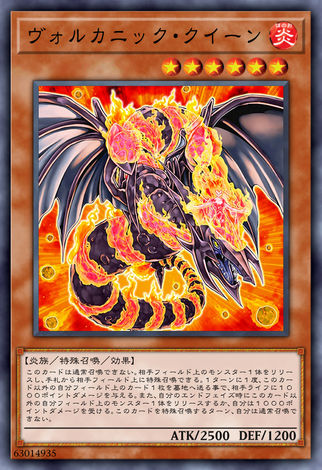 ヴォルカニック・クイーン
炎
ほのお
【炎族／特殊召喚／効果】
このカードは通常召喚できない。相手フィールド上のモンスター１体をリリー
スし、手札から相手フィールド上に特殊召喚できる。１ターンに１度、このカー
ド以外の自分フィールド上のカード１枚を墓地へ送る事で、相手ライフに１０
００ポイントダメージを与える。また、自分のエンドフェイズ時にこのカード以
外の自分フィールド上のモンスター１体をリリースするか、自分は１０００ポ
イントダメージを受ける。このカードを特殊召喚するターン、自分は通常召喚で
きない。
ATK/2500 DEF/1200
63014935